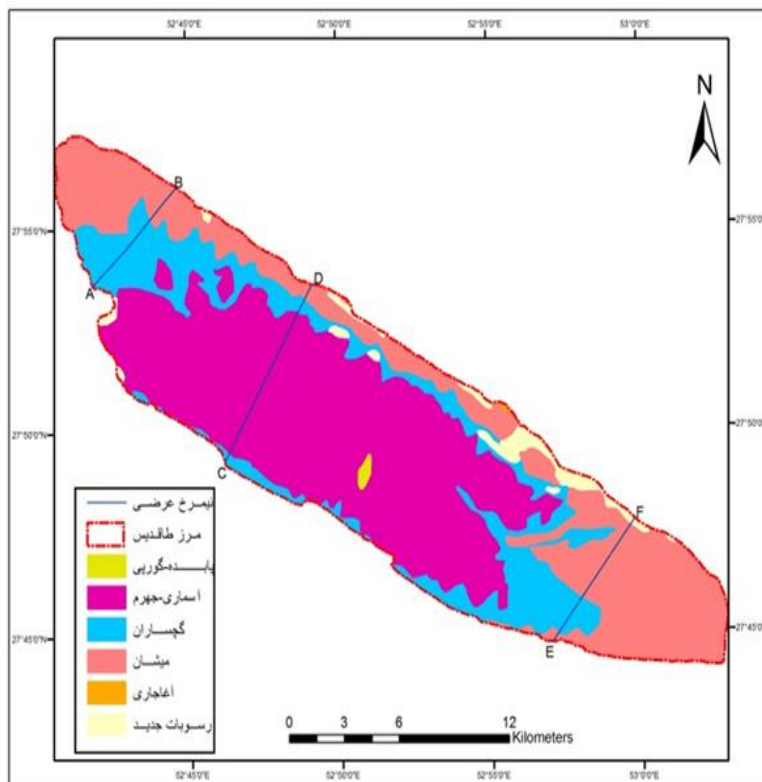 52°45'0"E 52°50'0"E 52°55'0"E 53°0'0"E
N
B
27°55'0"N 27°55'0"N
D
A
27°50'0"N 27°50'0"N
C
F
نیمرخ عرضی
مرز طاقدیس
پابده-گورپی
آسماری-جهرم
گچساران
میشان
آغاجاری
رسوبات جدید
27°45'0"N 27°45'0"N
E
0 3 6 12
Kilometers
52°45'0"E 52°50'0"E 52°55'0"E 53°0'0"E